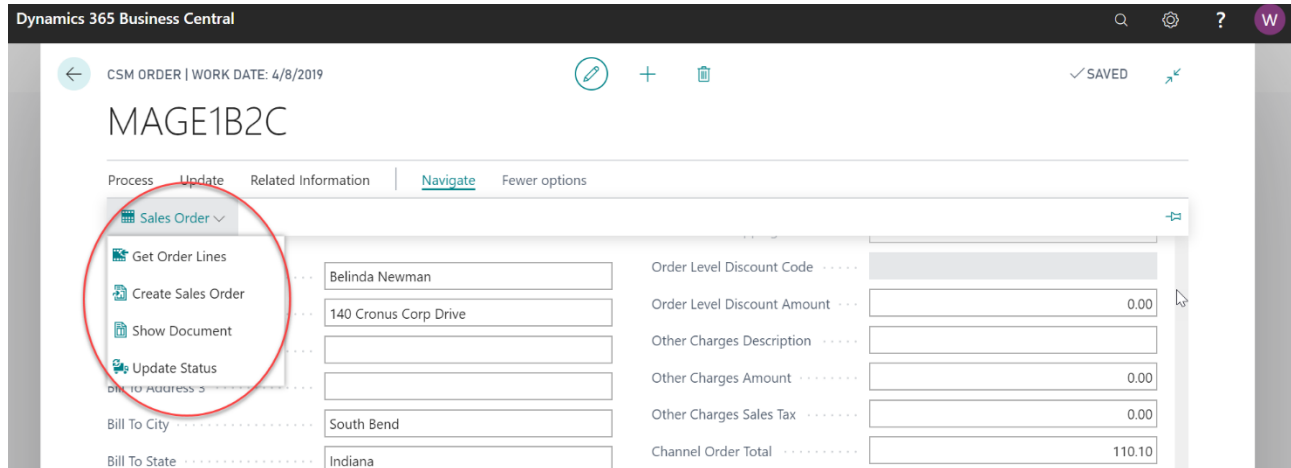 Dynamics 365 Business Central
? W
CSM ORDER | WORK DATE: 4/8/2019
SAVED
MAGE1B2C
Process Update Related Information Navigate Fewer options
Sales Order
Get Order Lines
Create Sales Order
Show Document
Update Status
Belinda Newman
140 Cronus Corp Drive
Bill To Address 3
Bill To City South Bend
Bill To State Indiana
Order Level Discount Code
Order Level Discount Amount 0.00
Other Charges Description
Other Charges Amount 0.00
Other Charges Sales Tax 0.00
Channel Order Total 110.10